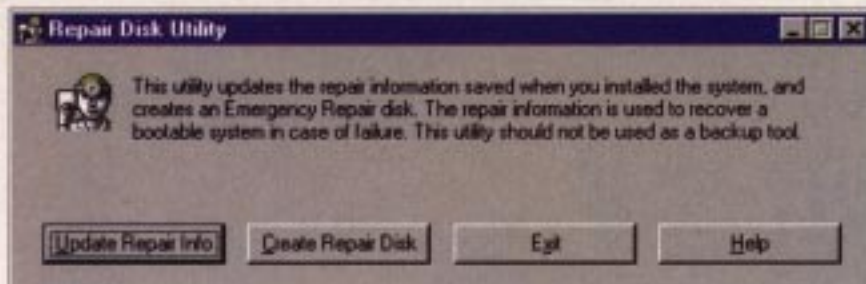 Repair Disk Utility
This utility updates the repair information saved when you installed the system, and
creates an Emergency Repair disk. The repair information is used to recover a
bootable system in case of failure. This utility should not be used as a backup tool.
Update Repair Info
Create Repair Disk
Exit
Help